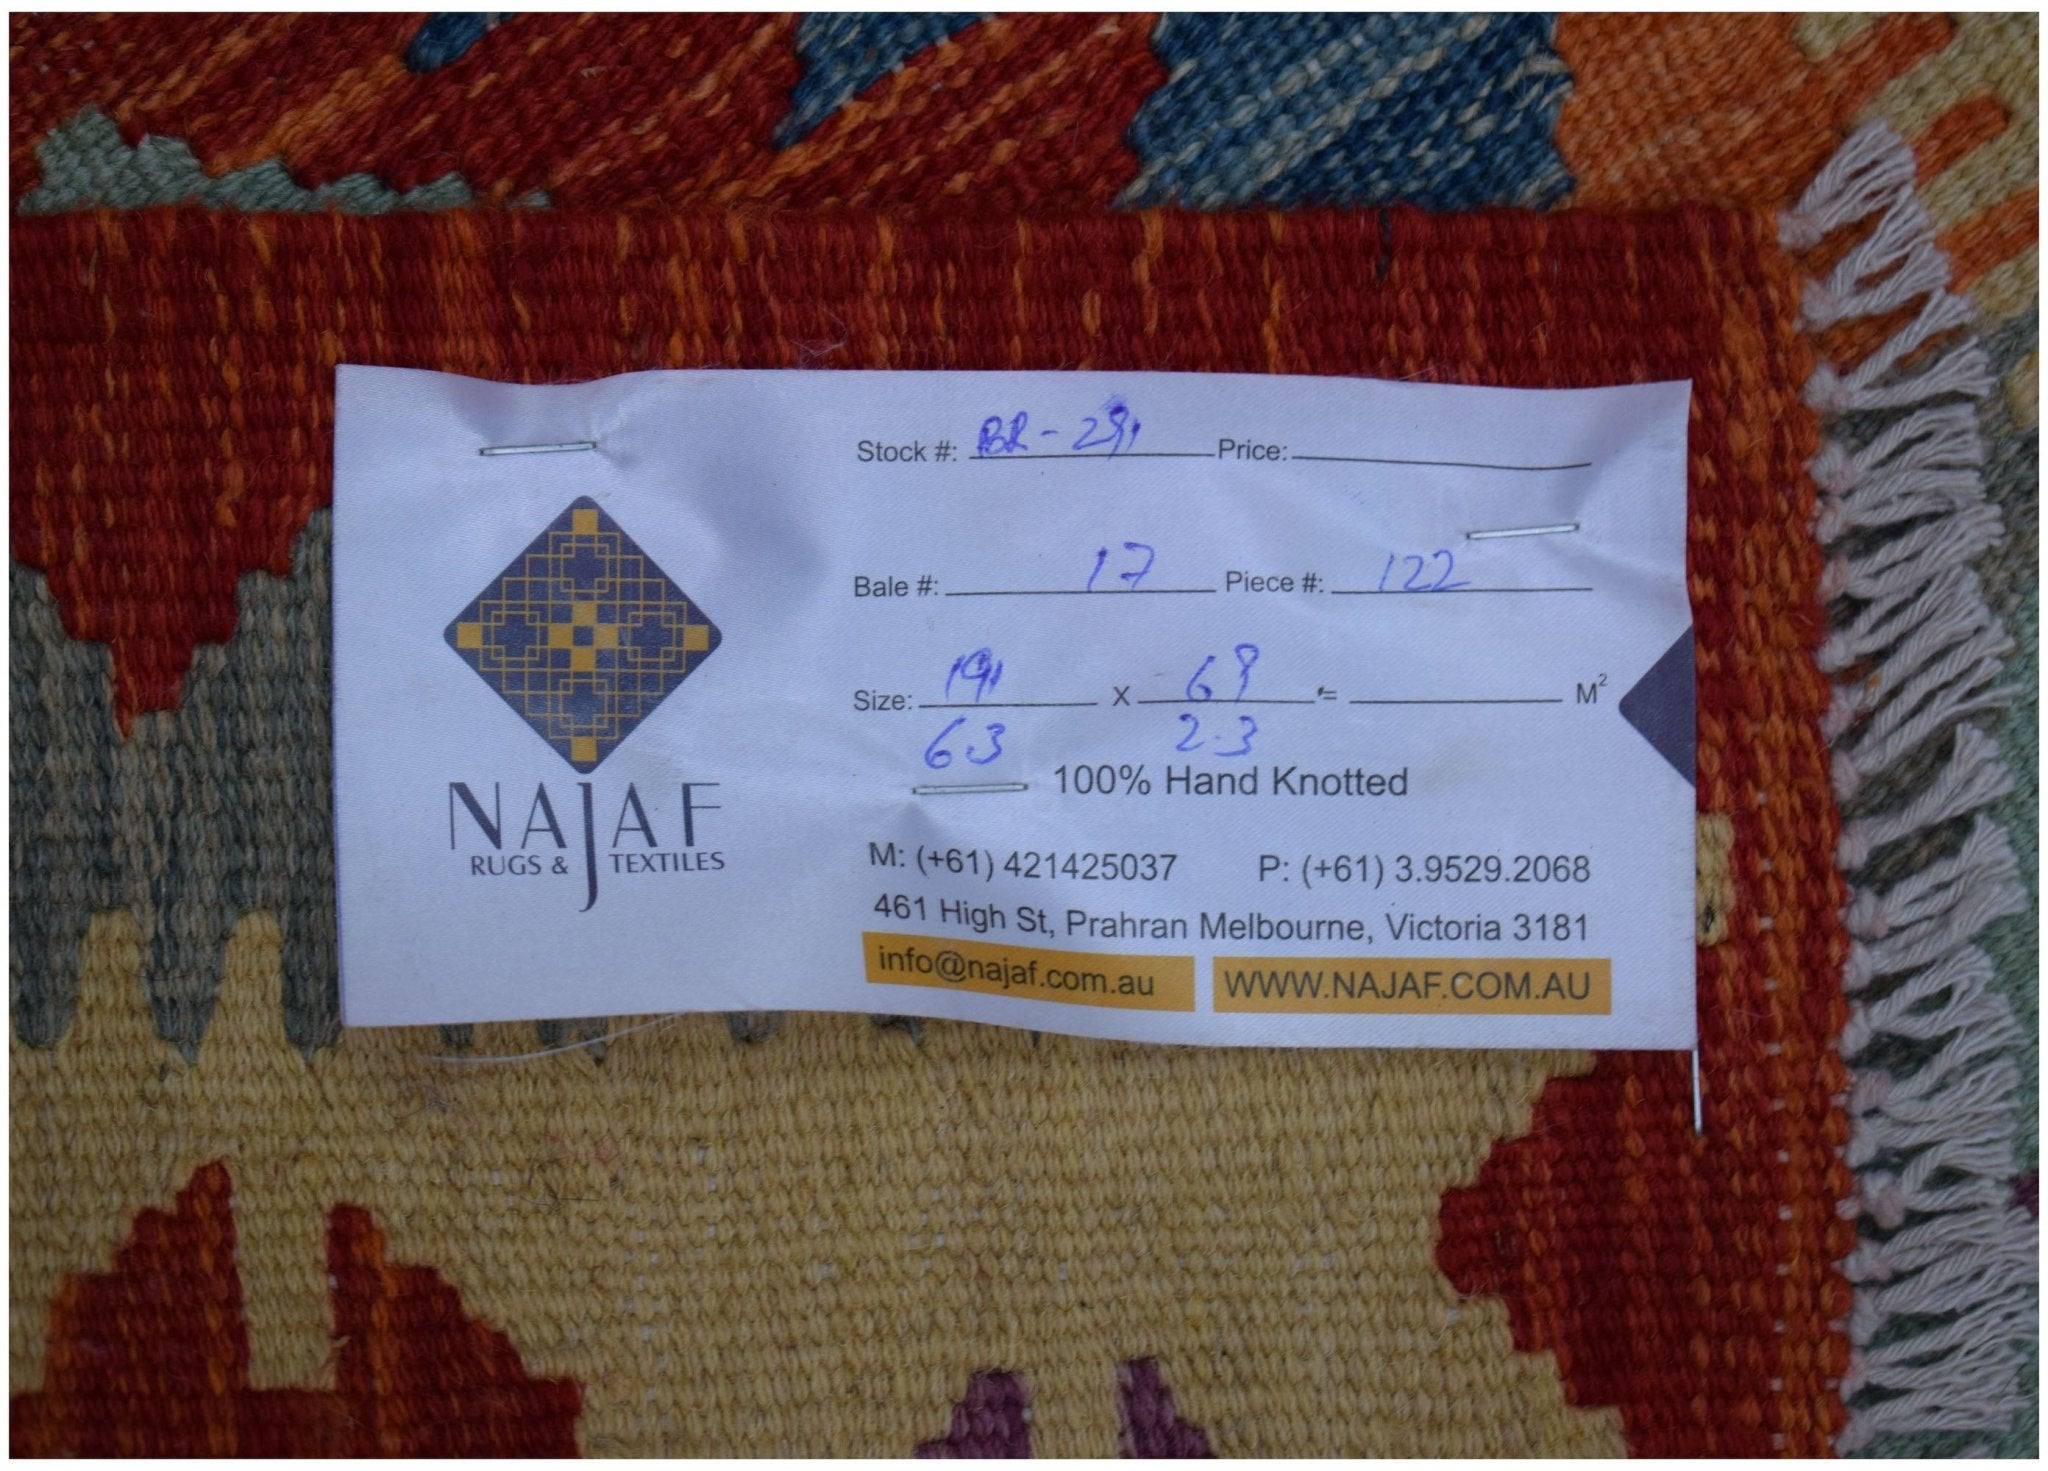 Stock #: BR-291 Price:
Bale #: 17 Piece #: 122
Size: 191 X 69 = M²
6.3 2.3
100% Hand Knotted
NAJAF
RUGS & TEXTILES
M: (+61) 421425037 P: (+61) 3.9529.2068
461 High St, Prahran Melbourne, Victoria 3181
info@najaf.com.au WWW.NAJAF.COM.AU